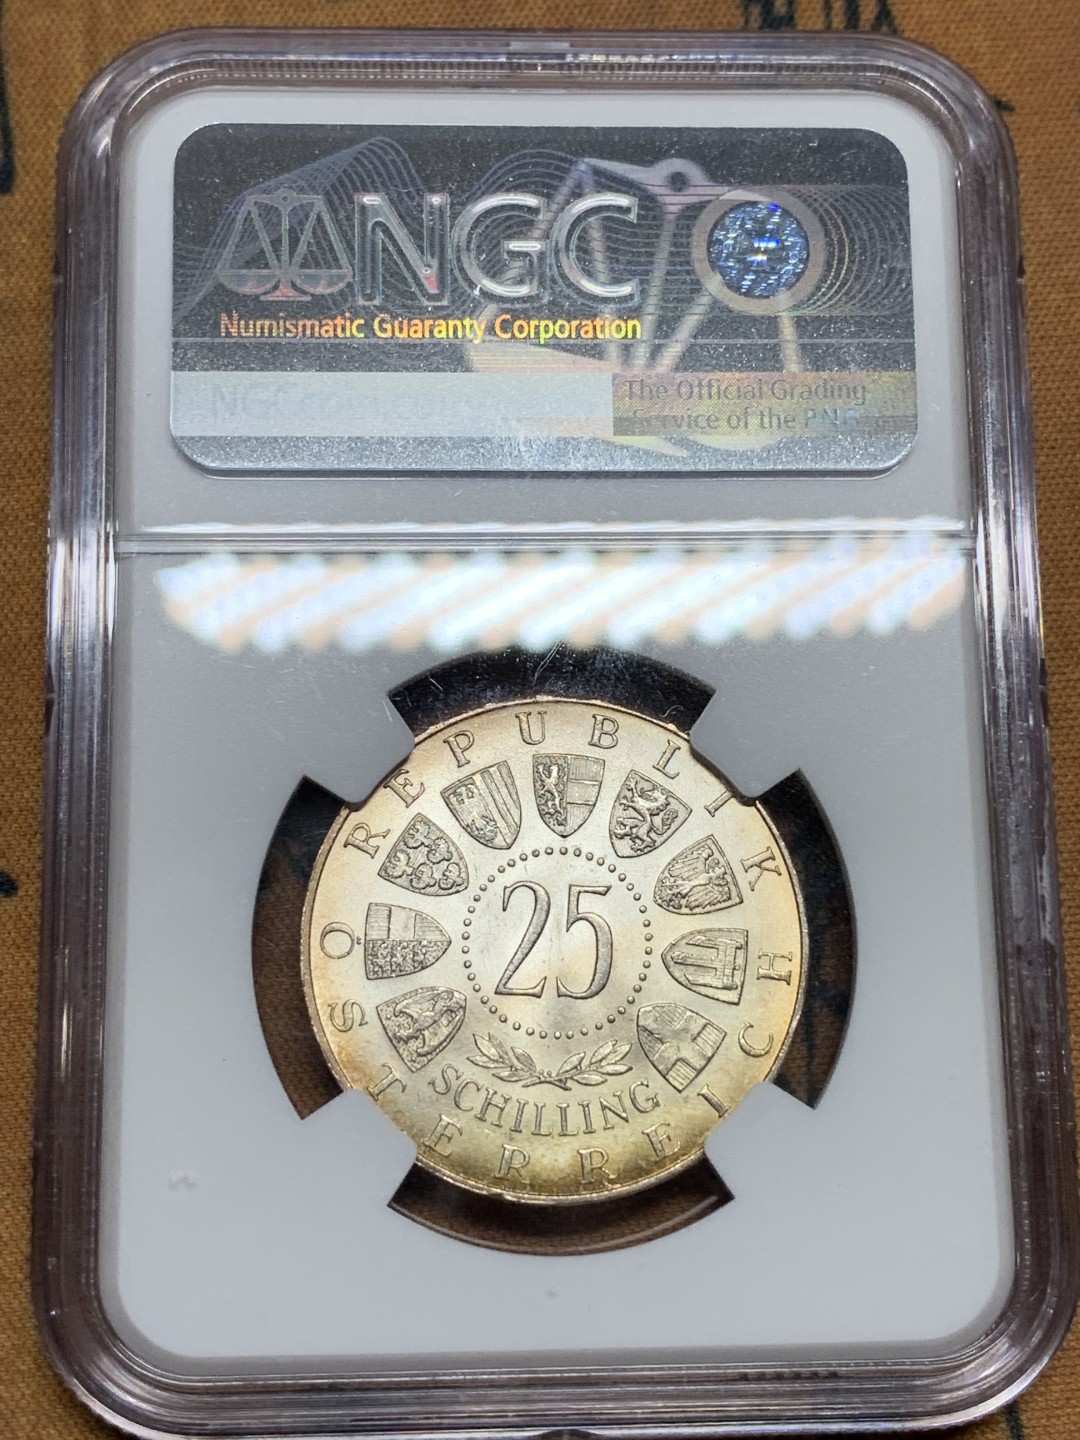 NGC
Numismatic Guaranty Corporation
The Official Grading
Service of the PNG
REPUBLIK ÖSTERREICH
25
SCHILLING